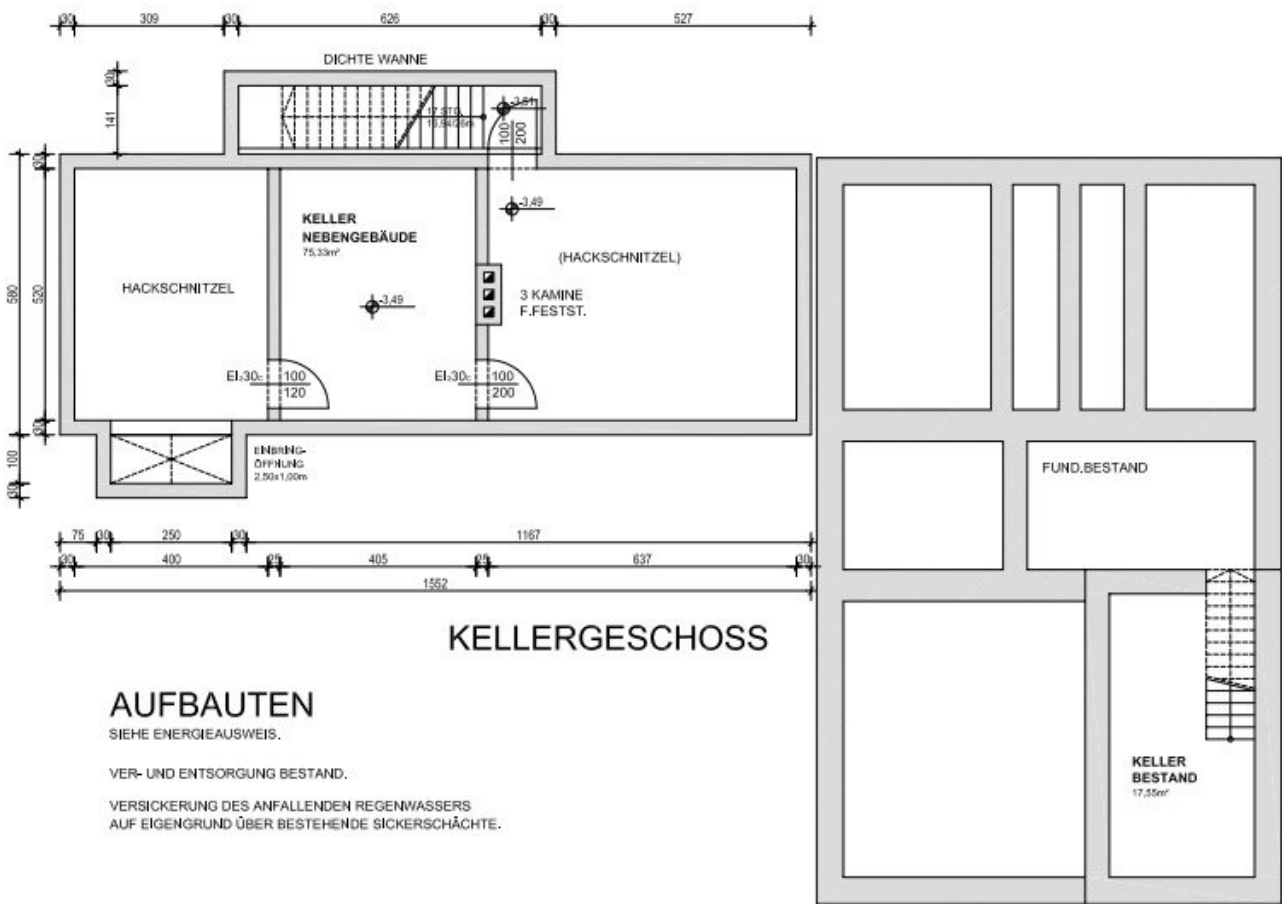 30 309 30 626 30 527
DICHTE WANNE
30
141
17 STG.
-3,51
100
200
580
30
520
30
100
30
KELLER
NEBENGEBÄUDE
75,33m²
-3,49
(HACKSCHNITZEL)
HACKSCHNITZEL
-3,49
3 KAMINE
F.FESTST.
EI₂30c 100
120
EI₂30c 100
200
EINBRING-
ÖFFNUNG
2,50x1,00m
FUND.BESTAND
75 30 250 30 1167
30 400 25 405 25 637 30
1552
KELLERGESCHOSS
AUFBAUTEN
SIEHE ENERGIEAUSWEIS.
VER- UND ENTSORGUNG BESTAND.
VERSICKERUNG DES ANFALLENDEN REGENWASSERS
AUF EIGENGRUND ÜBER BESTEHENDE SICKERSCHÄCHTE.
KELLER
BESTAND
17,55m²